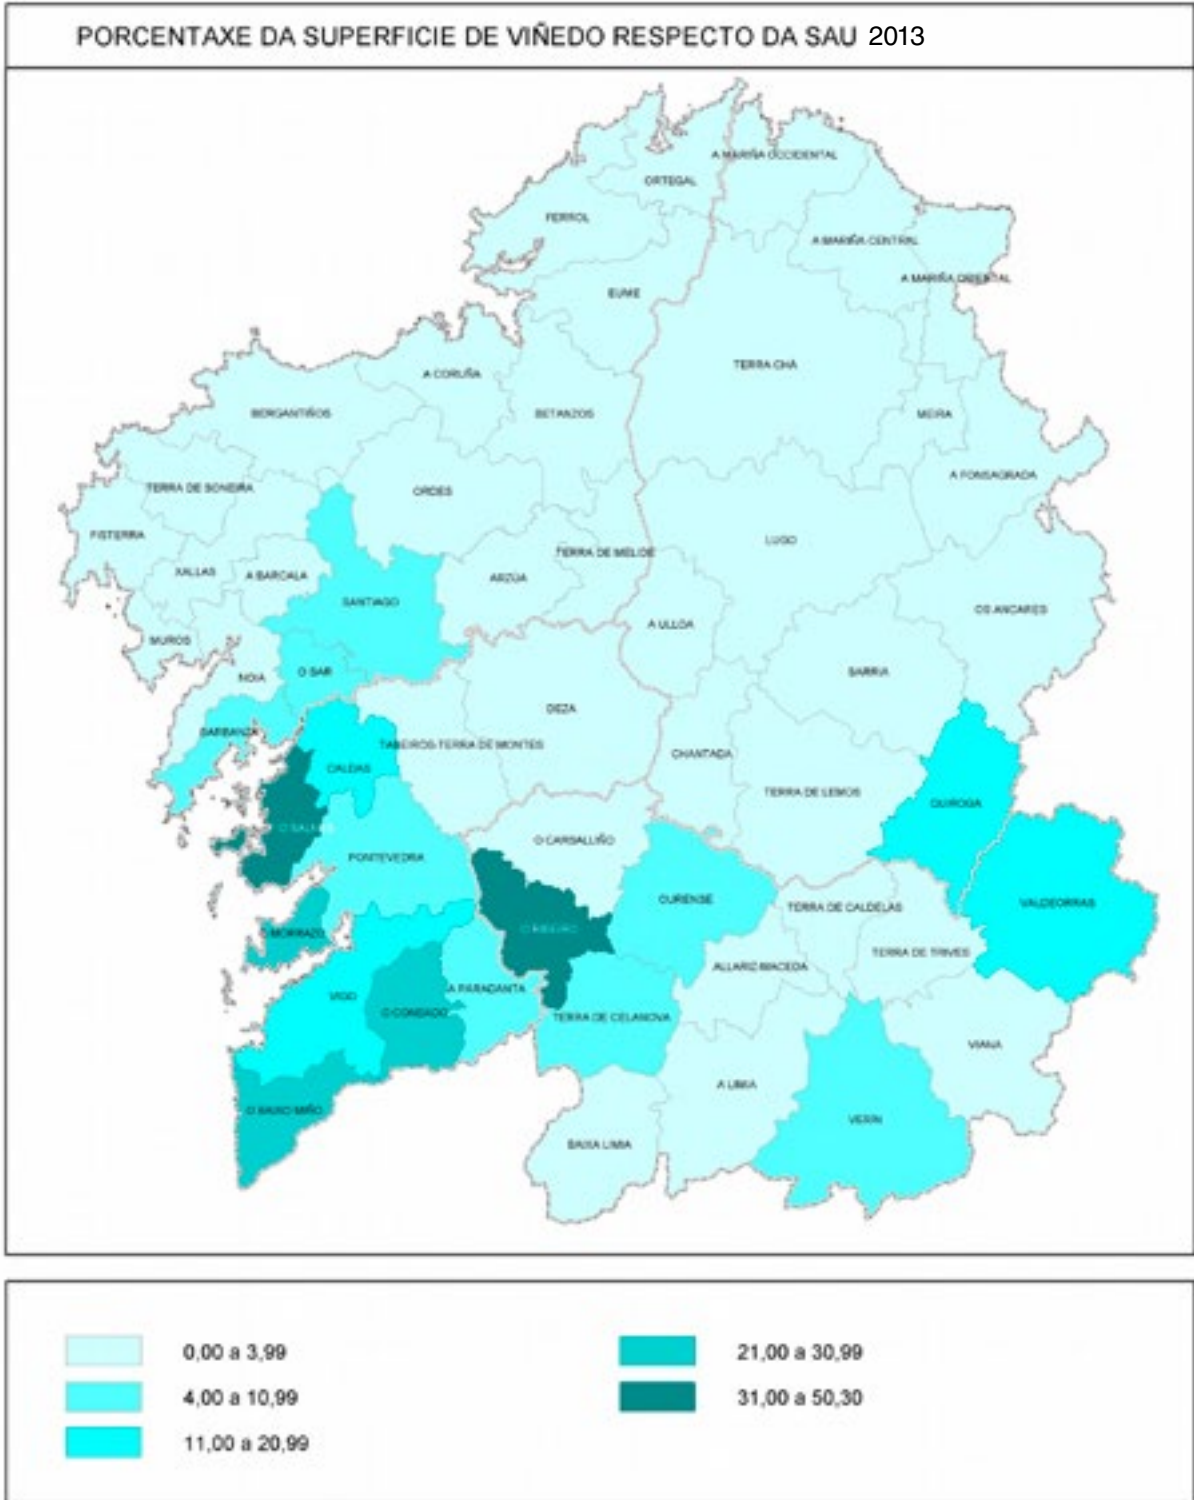 PORCENTAXE DA SUPERFICIE DE VIÑEDO RESPECTO DA SAU 2013
A MARIÑA OCCIDENTAL
ORTEGAL
FERROL
A MARIÑA CENTRAL
A MARIÑA ORIENTAL
EUME
TERRA CHA
A CORUÑA
BERGANTIÑOS
BETANZOS
MEIRA
A FONSAGRADA
TERRA DE SONEIRA
ORDES
FISTERRA
LUGO
TERRA DE MELIDE
XALLAS
A BARCALA
ARZÚA
SANTIAGO
OS ANCARES
A ULLOA
MUROS
NOIA
O SAR
SARRIA
DEZA
BARBANZA
TABEIROS-TERRA DE MONTES
CHANTADA
CALDAS
TERRA DE LEMOS
QUIROGA
O SALNÉS
O CARBALLIÑO
PONTEVEDRA
OURENSE
VALDEORRAS
TERRA DE CALDELAS
O MORRAZO
O RIBEIRO
TERRA DE TRIVES
ALLARIZ-MACEDA
A PARADANTA
VIGO
O CONDADO
TERRA DE CELANOVA
VIANA
A LIMIA
O BAIXO MIÑO
VERIN
BAIXA LIMIA
0,00 a 3,99
4,00 a 10,99
11,00 a 20,99
21,00 a 30,99
31,00 a 50,30